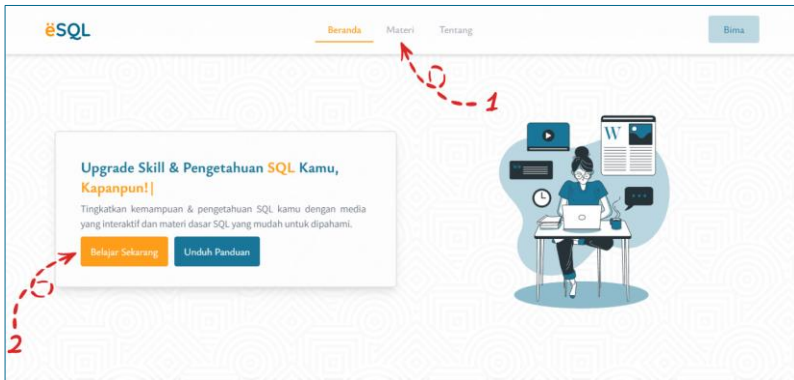 ëSQL
Beranda Materi Tentang
Bima
1
Upgrade Skill & Pengetahuan SQL Kamu,
Kapanpun!|
Tingkatkan kemampuan & pengetahuan SQL kamu dengan media
yang interaktif dan materi dasar SQL yang mudah untuk dipahami.
Belajar Sekarang Unduh Panduan
2
W